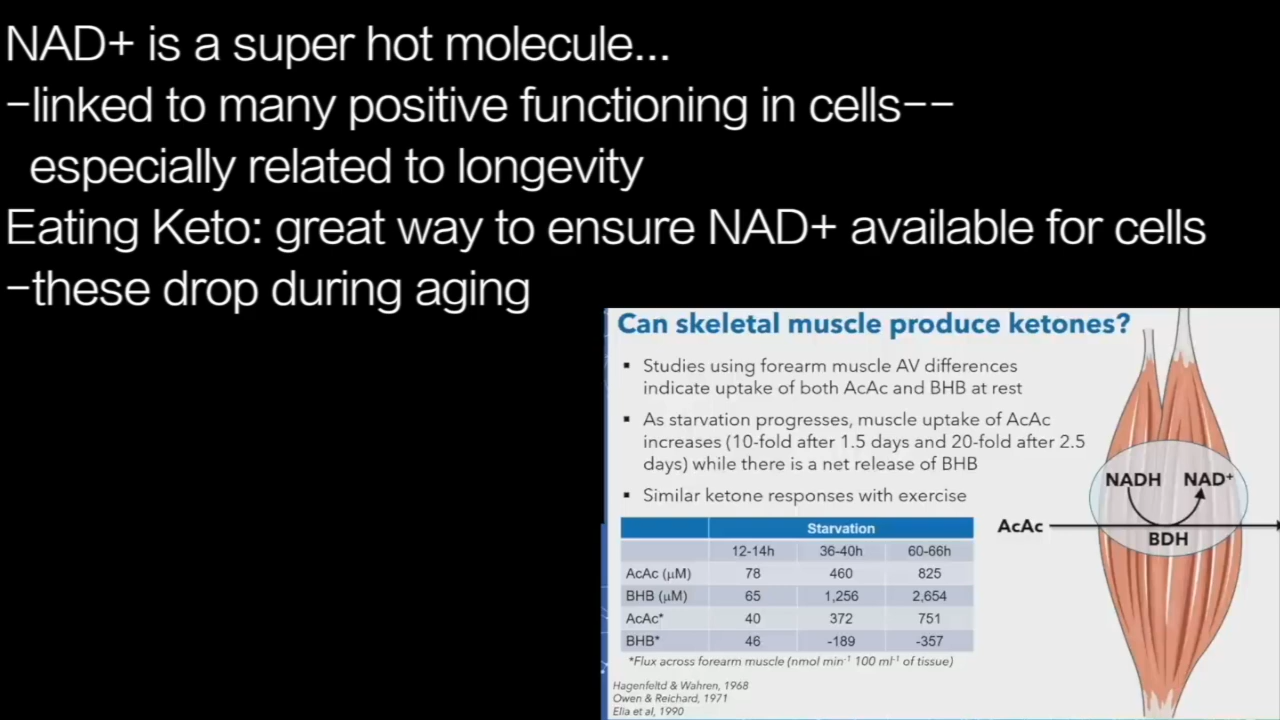 NAD+ is a super hot molecule...
-linked to many positive functioning in cells--
especially related to longevity
Eating Keto: great way to ensure NAD+ available for cells
-these drop during aging
Can skeletal muscle produce ketones?
▪ Studies using forearm muscle AV differences
indicate uptake of both AcAc and BHB at rest
▪ As starvation progresses, muscle uptake of AcAc
increases (10-fold after 1.5 days and 20-fold after 2.5
days) while there is a net release of BHB
▪ Similar ketone responses with exercise
Starvation
12-14h 36-40h 60-66h
AcAc (µM) 78 460 825
BHB (µM) 65 1,256 2,654
AcAc* 40 372 751
BHB* 46 -189 -357
*Flux across forearm muscle (nmol min⁻¹ 100 ml⁻¹ of tissue)
Hagenfeltd & Wahren, 1968
Owen & Reichard, 1971
Elia et al, 1990
NADH NAD⁺
AcAc
BDH